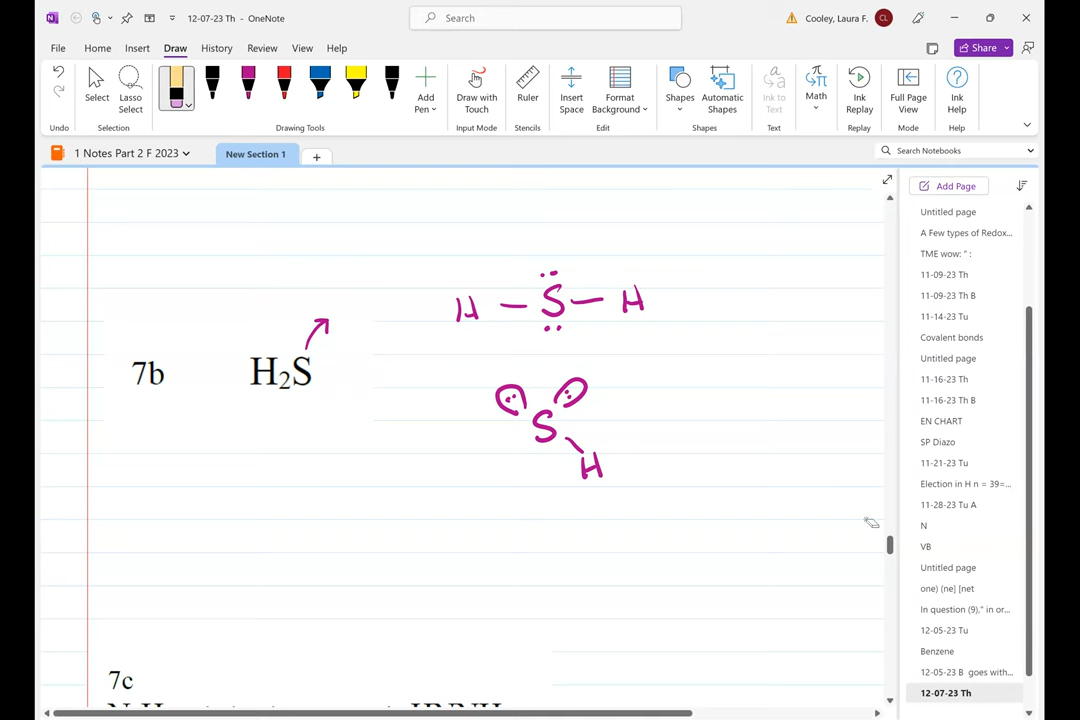 12-07-23 Th - OneNote
Search
Cooley, Laura F.
CL
File Home Insert Draw History Review View Help
Share
Select
Lasso Select
Add Pen
Draw with Touch
Ruler
Insert Space
Format Background
Shapes
Automatic Shapes
Ink to Text
Math
Ink Replay
Full Page View
Ink Help
Undo
Selection
Drawing Tools
Input Mode
Stencils
Edit
Shapes
Text
Replay
Mode
Help
1 Notes Part 2 F 2023
New Section 1
+
Search Notebooks
Add Page
Untitled page
A Few types of Redox...
TME wow: " :
11-09-23 Th
11-09-23 Th B
11-14-23 Tu
Covalent bonds
Untitled page
11-16-23 Th
11-16-23 Th B
EN CHART
SP Diazo
11-21-23 Tu
Election in H n = 39=...
11-28-23 Tu A
N
VB
Untitled page
one) (ne] [net
In question (9)," in or...
12-05-23 Tu
Benzene
12-05-23 B goes with...
12-07-23 Th
H — S — H
7b H₂S
S
H
7c